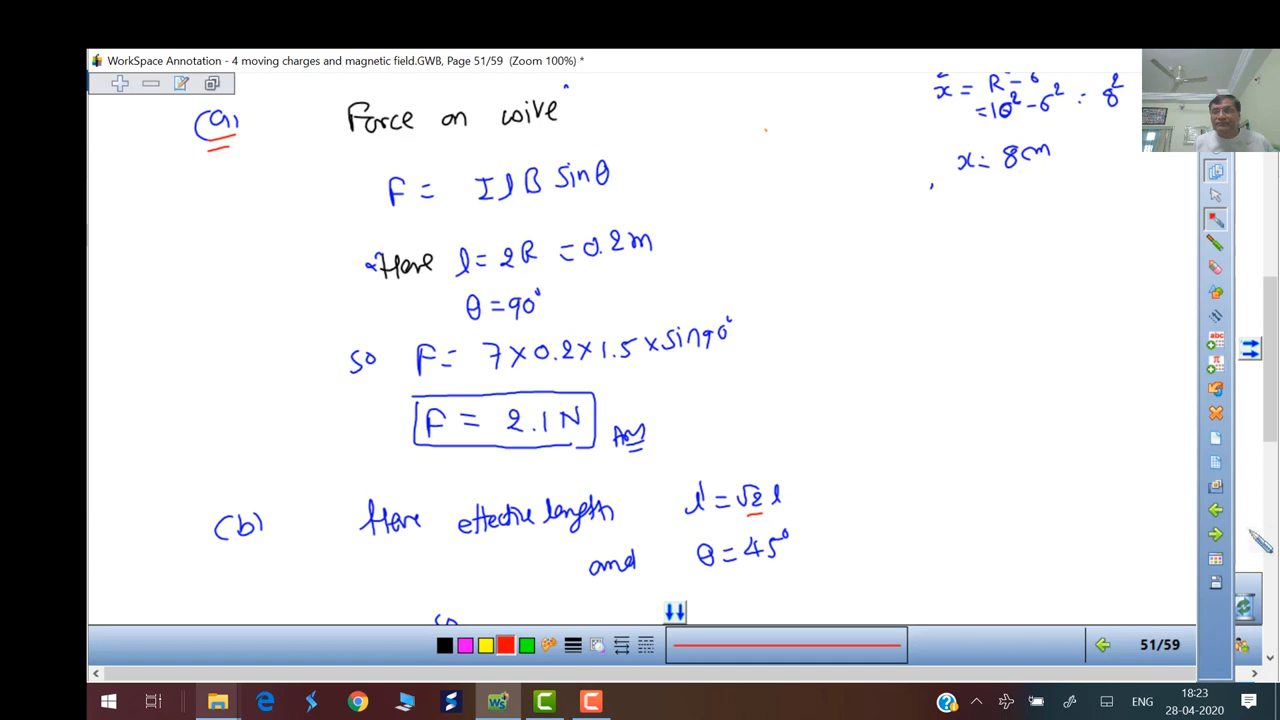 WorkSpace Annotation - 4 moving charges and magnetic field.GWB, Page 51/59 (Zoom 100%) *
(a) Force on wire
x² = R² - 6²
= 10² - 6² = 8²
x = 8cm
F = I l B Sinθ
Here l = 2R = 0.2m
θ = 90°
so F = 7 × 0.2 × 1.5 × sin90°
F = 2.1 N Ans
(b) Here effective length l' = √2 l
and θ = 45°
so
51/59
ENG
18:23
28-04-2020